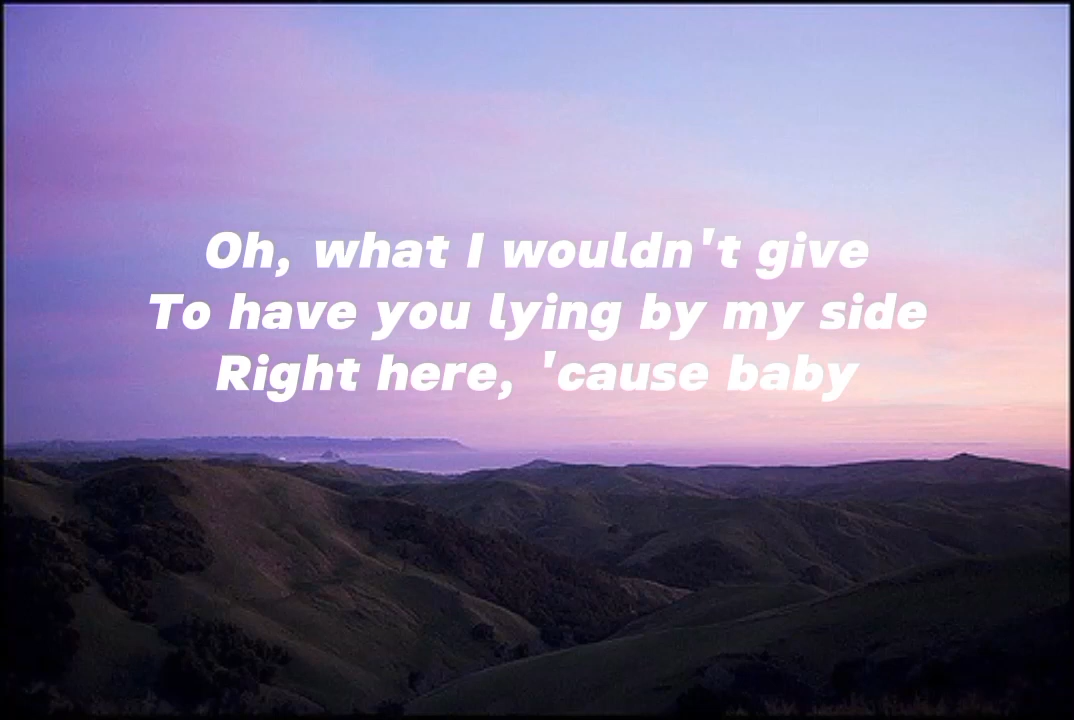 Oh, what I wouldn't give
To have you lying by my side
Right here, 'cause baby